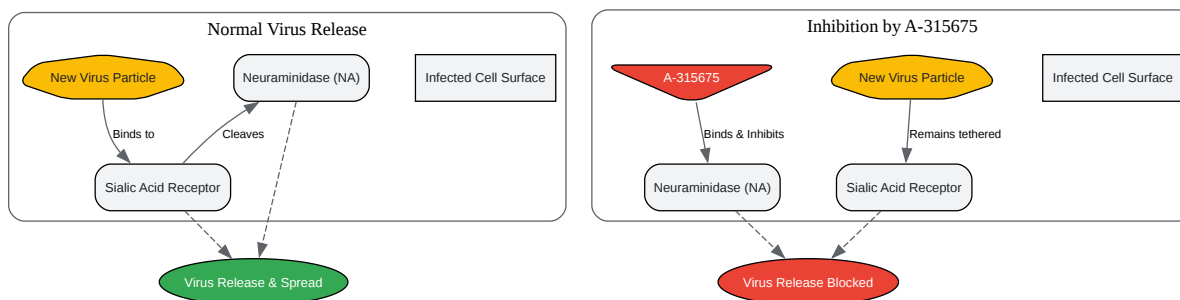 Normal Virus Release
New Virus Particle
Neuraminidase (NA)
Infected Cell Surface
Binds to
Cleaves
Sialic Acid Receptor
Virus Release & Spread
Inhibition by A-315675
A-315675
New Virus Particle
Infected Cell Surface
Binds & Inhibits
Remains tethered
Neuraminidase (NA)
Sialic Acid Receptor
Virus Release Blocked